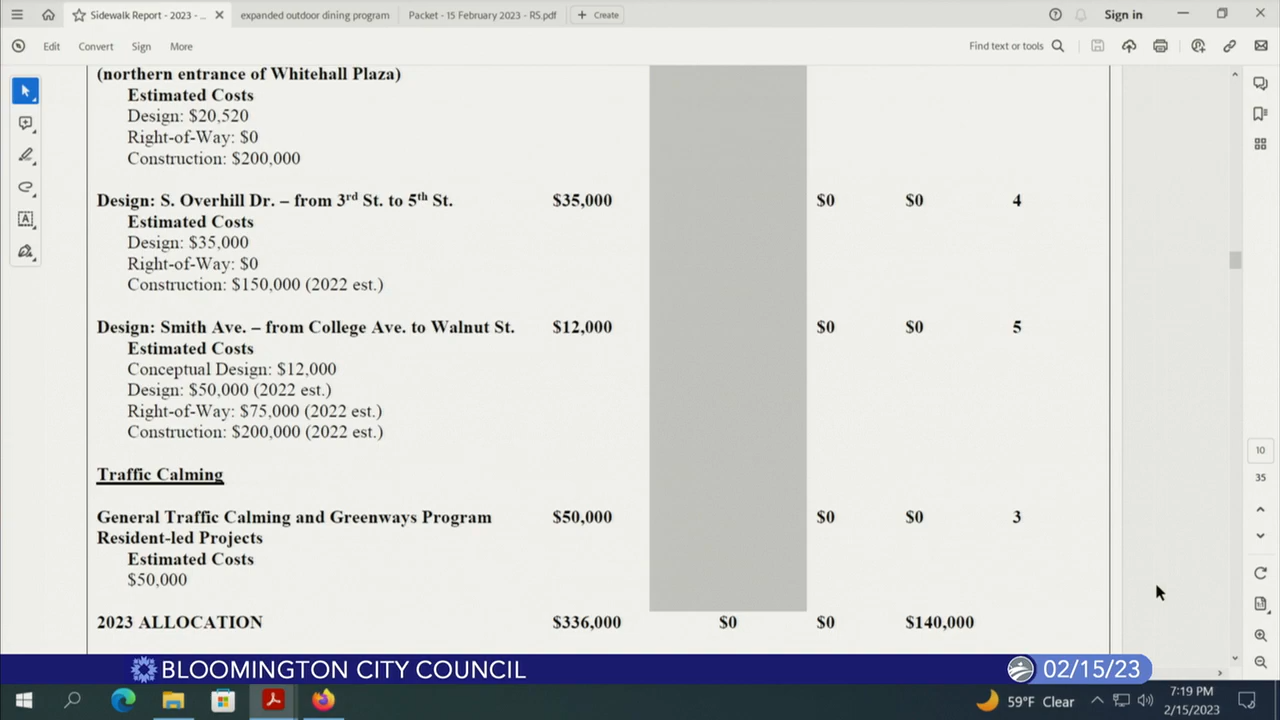 Sidewalk Report - 2023 - ...
expanded outdoor dining program
Packet - 15 February 2023 - RS.pdf
+ Create
Sign in
Edit Convert Sign More
Find text or tools
(northern entrance of Whitehall Plaza)
Estimated Costs
Design: $20,520
Right-of-Way: $0
Construction: $200,000
Design: S. Overhill Dr. – from 3rd St. to 5th St. $35,000 $0 $0 4
Estimated Costs
Design: $35,000
Right-of-Way: $0
Construction: $150,000 (2022 est.)
Design: Smith Ave. – from College Ave. to Walnut St. $12,000 $0 $0 5
Estimated Costs
Conceptual Design: $12,000
Design: $50,000 (2022 est.)
Right-of-Way: $75,000 (2022 est.)
Construction: $200,000 (2022 est.)
10
35
Traffic Calming
General Traffic Calming and Greenways Program $50,000 $0 $0 3
Resident-led Projects
Estimated Costs
$50,000
2023 ALLOCATION $336,000 $0 $0 $140,000
BLOOMINGTON CITY COUNCIL 02/15/23
59°F Clear
7:19 PM
2/15/2023